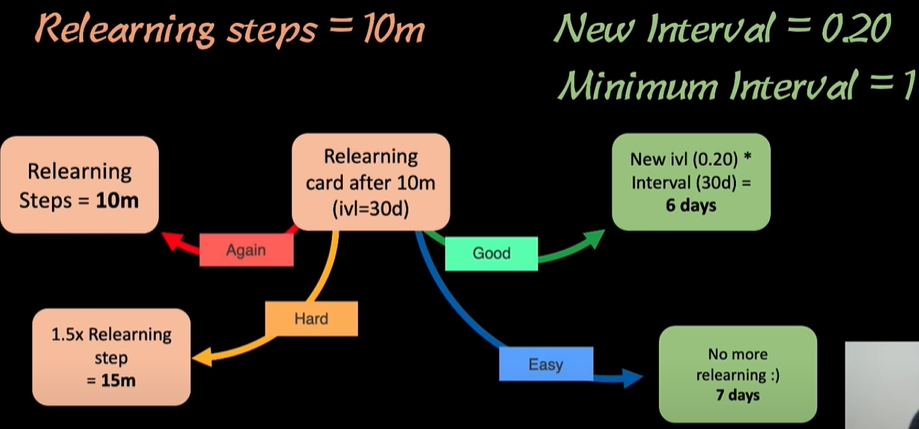 Relearning steps = 10m
New Interval = 0.20
Minimum Interval = 1
Relearning
Steps = 10m
Relearning
card after 10m
(ivl=30d)
New ivl (0.20) *
Interval (30d) =
6 days
Again
Good
Hard
1.5x Relearning
step
= 15m
Easy
No more
relearning :)
7 days